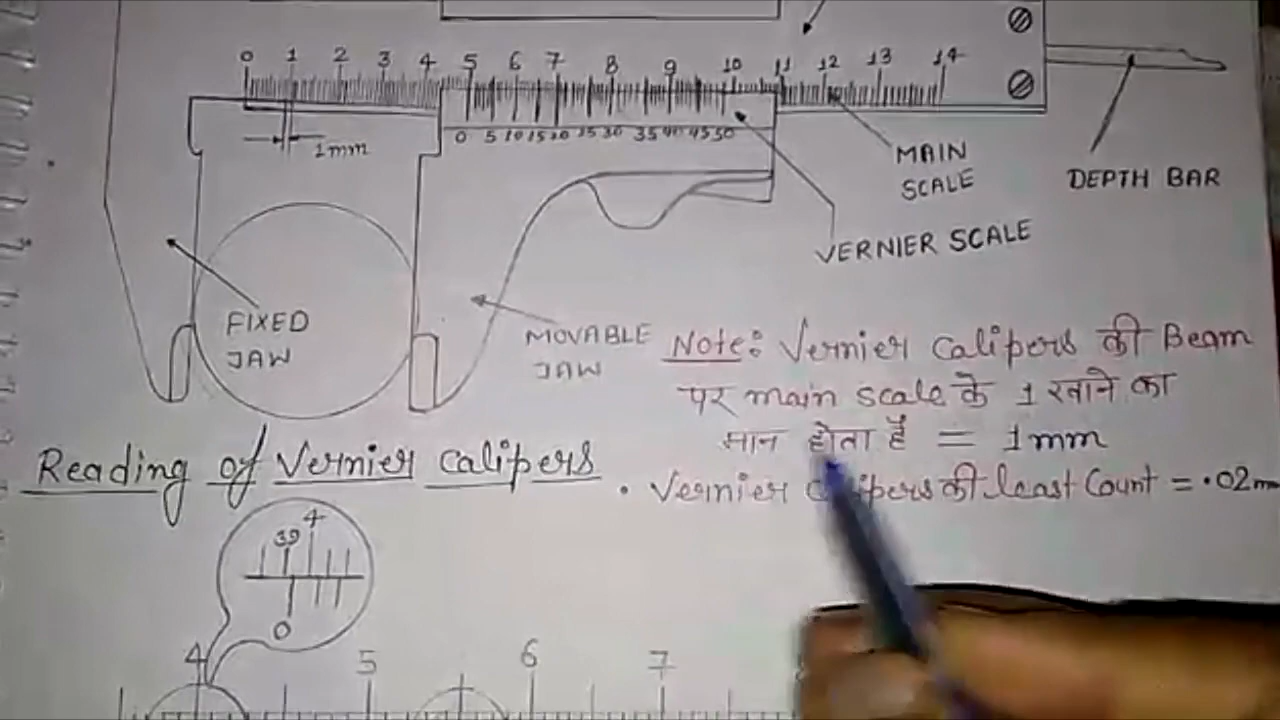 0 1 2 3 4 5 6 7 8 9 10 11 12 13 14
0 5 10 15 20 25 30 35 40 45 50
1mm
MAIN
SCALE
DEPTH BAR
VERNIER SCALE
FIXED
JAW
MOVABLE
JAW
Note: Vernier Calipers की Beam
पर main scale के 1 खाने का
मान होता है = 1mm
. Vernier Calipers की least Count = .02m
Reading of Vernier Calipers
39 4
0
4 5 6 7